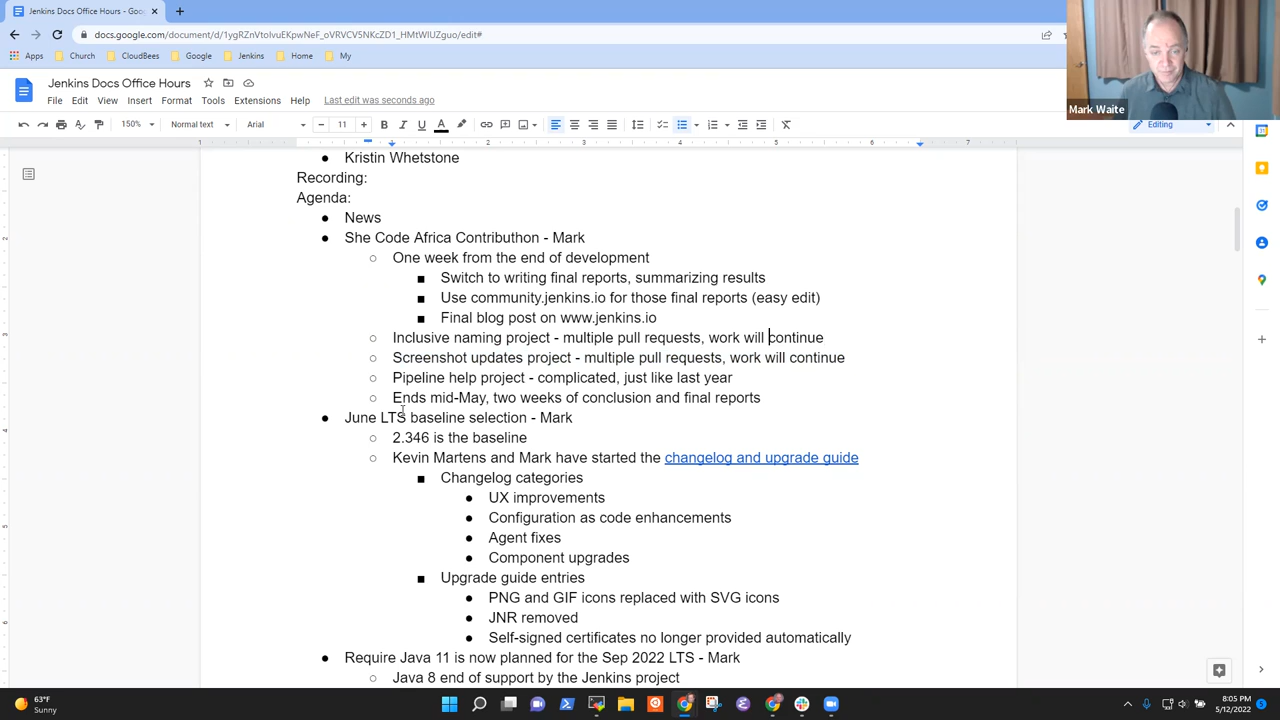 Jenkins Docs Office Hours - Goog
docs.google.com/document/d/1ygRZnVtolvuEKpwNeF_oVRVCV5NKcZD1_HMtWIUZguo/edit#
Apps Church CloudBees Google Jenkins Home My
Mark Waite
Jenkins Docs Office Hours
File Edit View Insert Format Tools Extensions Help Last edit was seconds ago
150% Normal text Arial 11 Editing
1 2 3 4 5 6 7
Kristin Whetstone
Recording:
Agenda:
● News
● She Code Africa Contributhon - Mark
○ One week from the end of development
■ Switch to writing final reports, summarizing results
■ Use community.jenkins.io for those final reports (easy edit)
■ Final blog post on www.jenkins.io
○ Inclusive naming project - multiple pull requests, work will continue
○ Screenshot updates project - multiple pull requests, work will continue
○ Pipeline help project - complicated, just like last year
○ Ends mid-May, two weeks of conclusion and final reports
● June LTS baseline selection - Mark
○ 2.346 is the baseline
○ Kevin Martens and Mark have started the changelog and upgrade guide
■ Changelog categories
● UX improvements
● Configuration as code enhancements
● Agent fixes
● Component upgrades
■ Upgrade guide entries
● PNG and GIF icons replaced with SVG icons
● JNR removed
● Self-signed certificates no longer provided automatically
● Require Java 11 is now planned for the Sep 2022 LTS - Mark
○ Java 8 end of support by the Jenkins project
63°F
Sunny
8:05 PM
5/12/2022